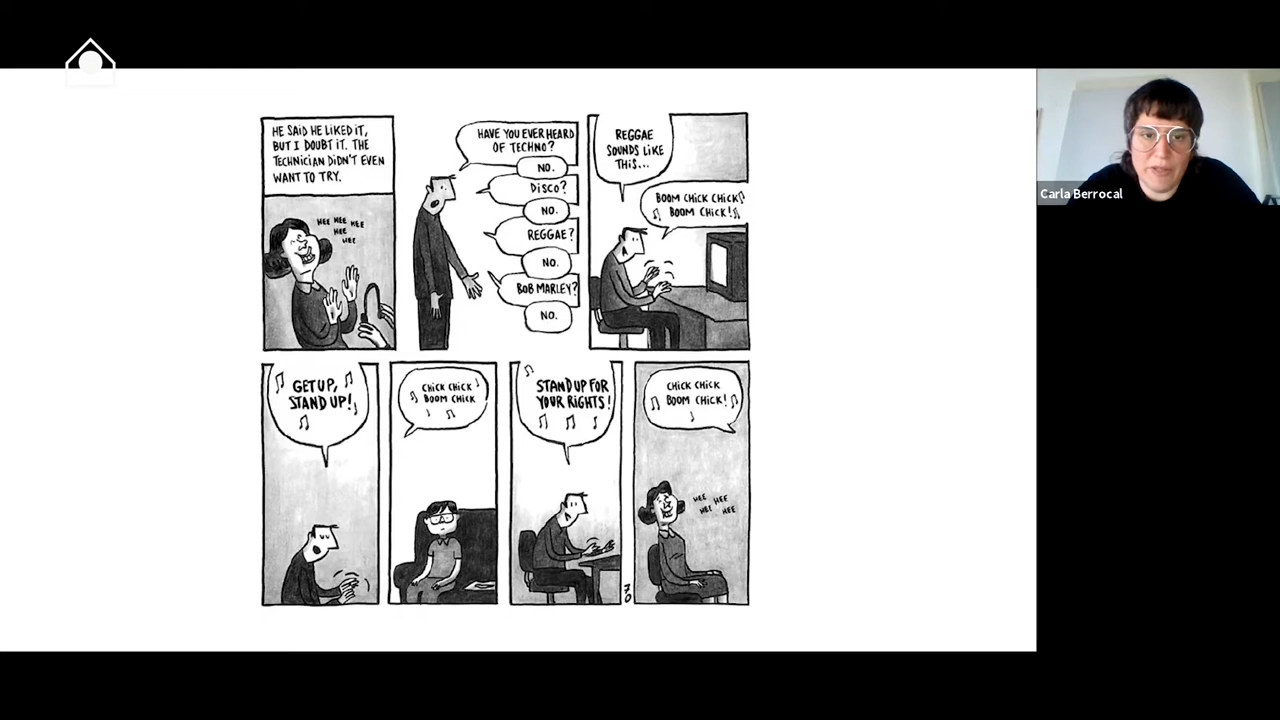 HE SAID HE LIKED IT,
BUT I DOUBT IT. THE
TECHNICIAN DIDN'T EVEN
WANT TO TRY.
HEE HEE HEE
HEE
HEE
HAVE YOU EVER HEARD
OF TECHNO?
NO.
DISCO?
NO.
REGGAE?
NO.
BOB MARLEY?
NO.
REGGAE
SOUNDS LIKE
THIS...
BOOM CHICK CHICK
BOOM CHICK!
GET UP,
STAND UP!
CHICK CHICK
BOOM CHICK
STAND UP FOR
YOUR RIGHTS!
CHICK CHICK
BOOM CHICK!
HEE HEE
HEE HEE
70
Carla Berrocal